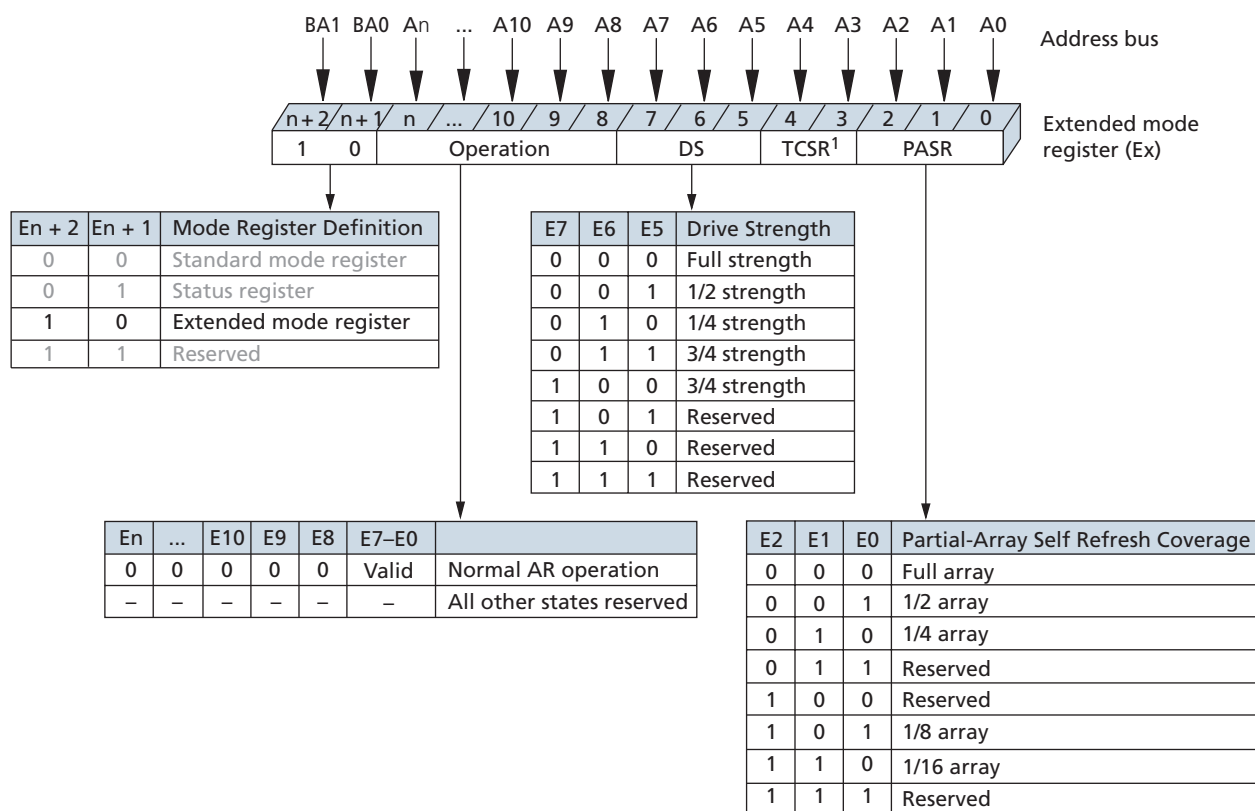 BA1 BA0 An ... A10 A9 A8 A7 A6 A5 A4 A3 A2 A1 A0
Address bus
n + 2 n + 1 n ... 10 9 8 7 6 5 4 3 2 1 0
Extended mode
register (Ex)
1 0 Operation DS TCSR1 PASR
En + 2 En + 1 Mode Register Definition
0 0 Standard mode register
0 1 Status register
1 0 Extended mode register
1 1 Reserved
E7 E6 E5 Drive Strength
0 0 0 Full strength
0 0 1 1/2 strength
0 1 0 1/4 strength
0 1 1 3/4 strength
1 0 0 3/4 strength
1 0 1 Reserved
1 1 0 Reserved
1 1 1 Reserved
En ... E10 E9 E8 E7–E0
0 0 0 0 0 Valid Normal AR operation
– – – – – – All other states reserved
E2 E1 E0 Partial-Array Self Refresh Coverage
0 0 0 Full array
0 0 1 1/2 array
0 1 0 1/4 array
0 1 1 Reserved
1 0 0 Reserved
1 0 1 1/8 array
1 1 0 1/16 array
1 1 1 Reserved